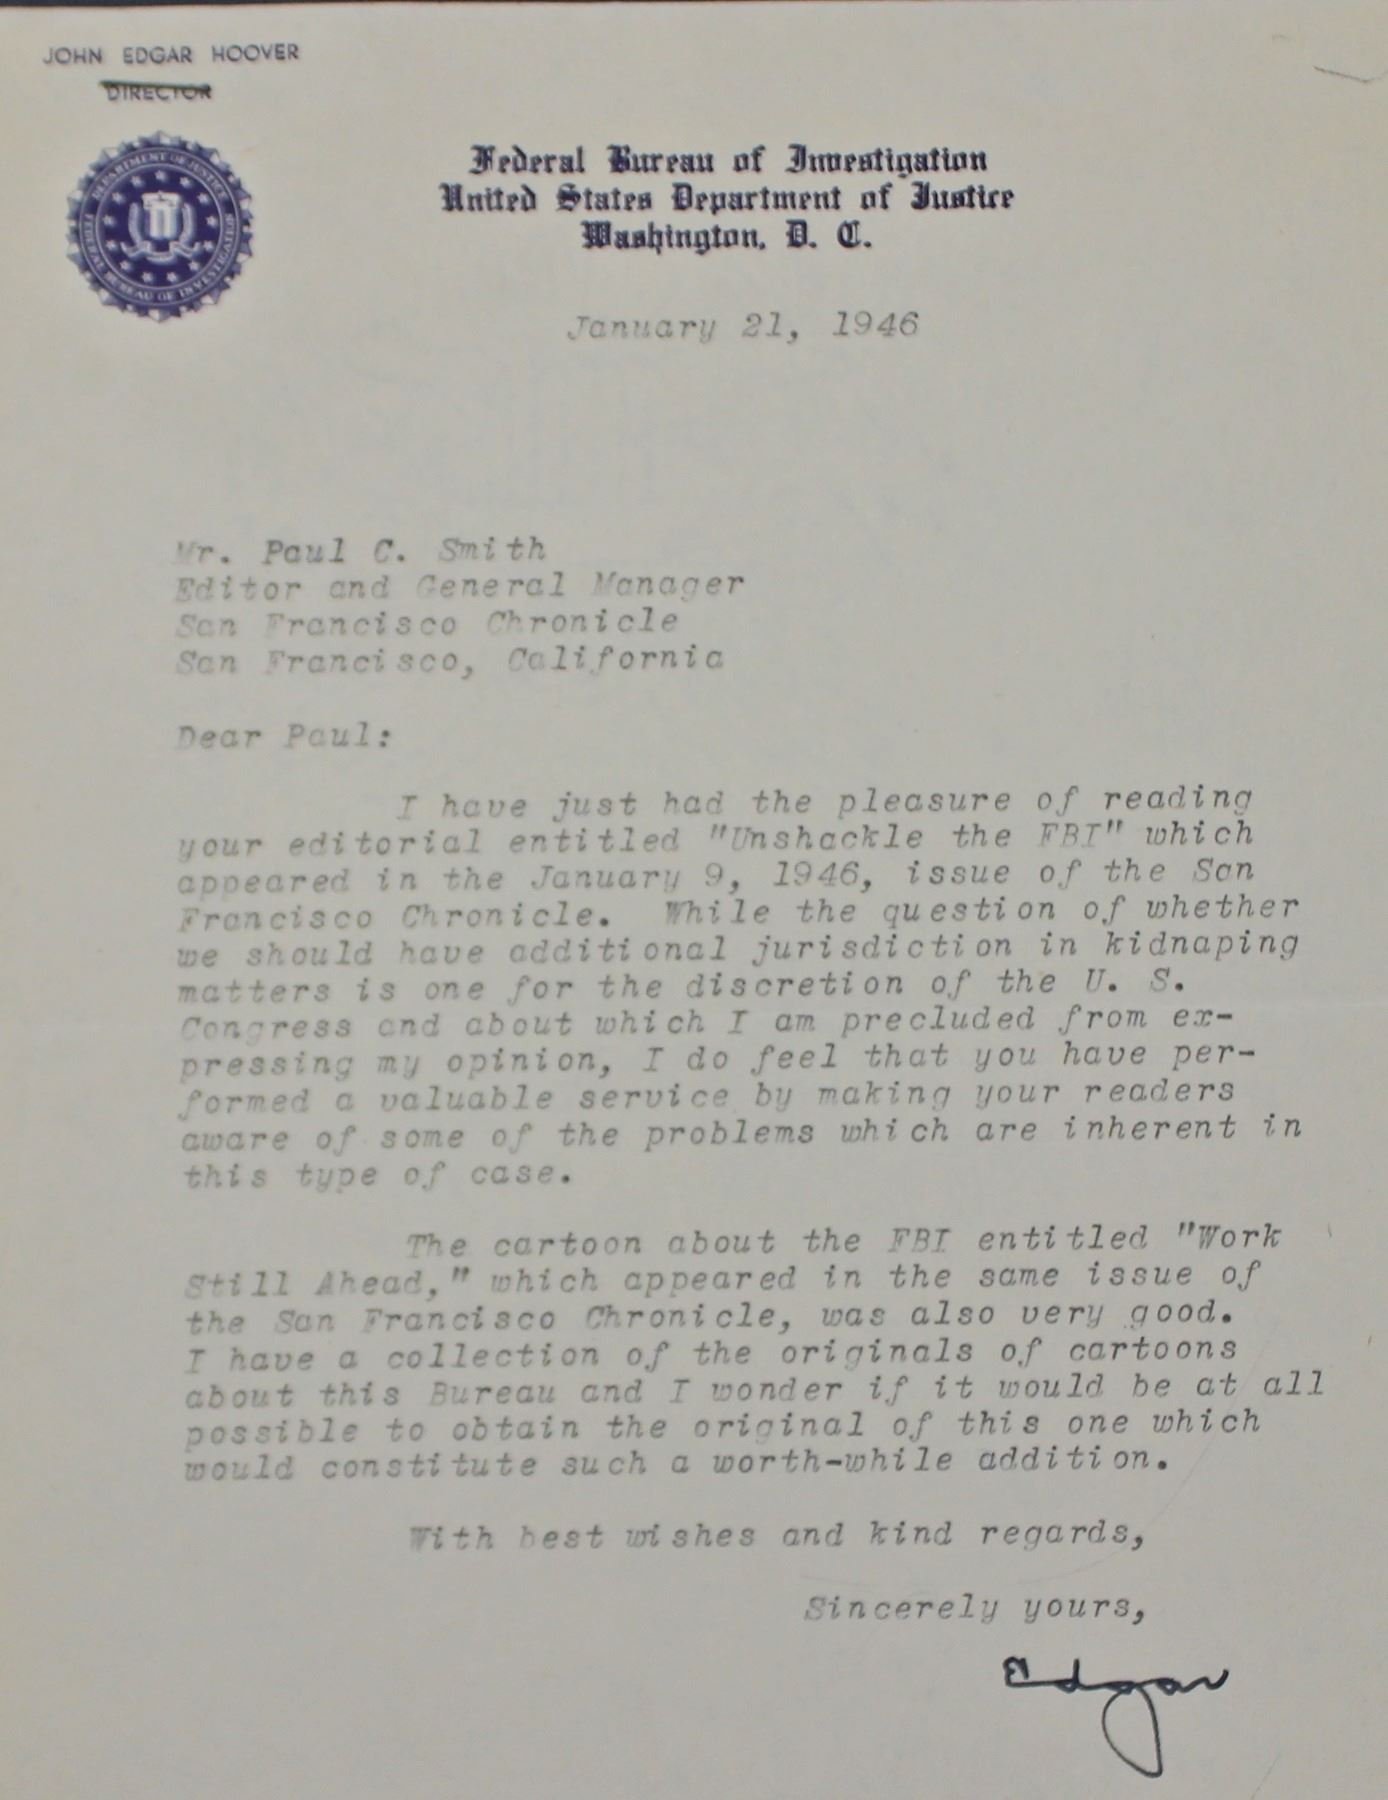 JOHN EDGAR HOOVER
DIRECTOR
DEPARTMENT OF JUSTICE
FEDERAL BUREAU OF INVESTIGATION
Federal Bureau of Investigation
United States Department of Justice
Washington, D. C.
January 21, 1946
Mr. Paul C. Smith
Editor and General Manager
San Francisco Chronicle
San Francisco, California
Dear Paul:
I have just had the pleasure of reading
your editorial entitled "Unshackle the FBI" which
appeared in the January 9, 1946, issue of the San
Francisco Chronicle. While the question of whether
we should have additional jurisdiction in kidnaping
matters is one for the discretion of the U. S.
Congress and about which I am precluded from ex-
pressing my opinion, I do feel that you have per-
formed a valuable service by making your readers
aware of some of the problems which are inherent in
this type of case.
The cartoon about the FBI entitled "Work
Still Ahead," which appeared in the same issue of
the San Francisco Chronicle, was also very good.
I have a collection of the originals of cartoons
about this Bureau and I wonder if it would be at all
possible to obtain the original of this one which
would constitute such a worth-while addition.
With best wishes and kind regards,
Sincerely yours,
Edgar